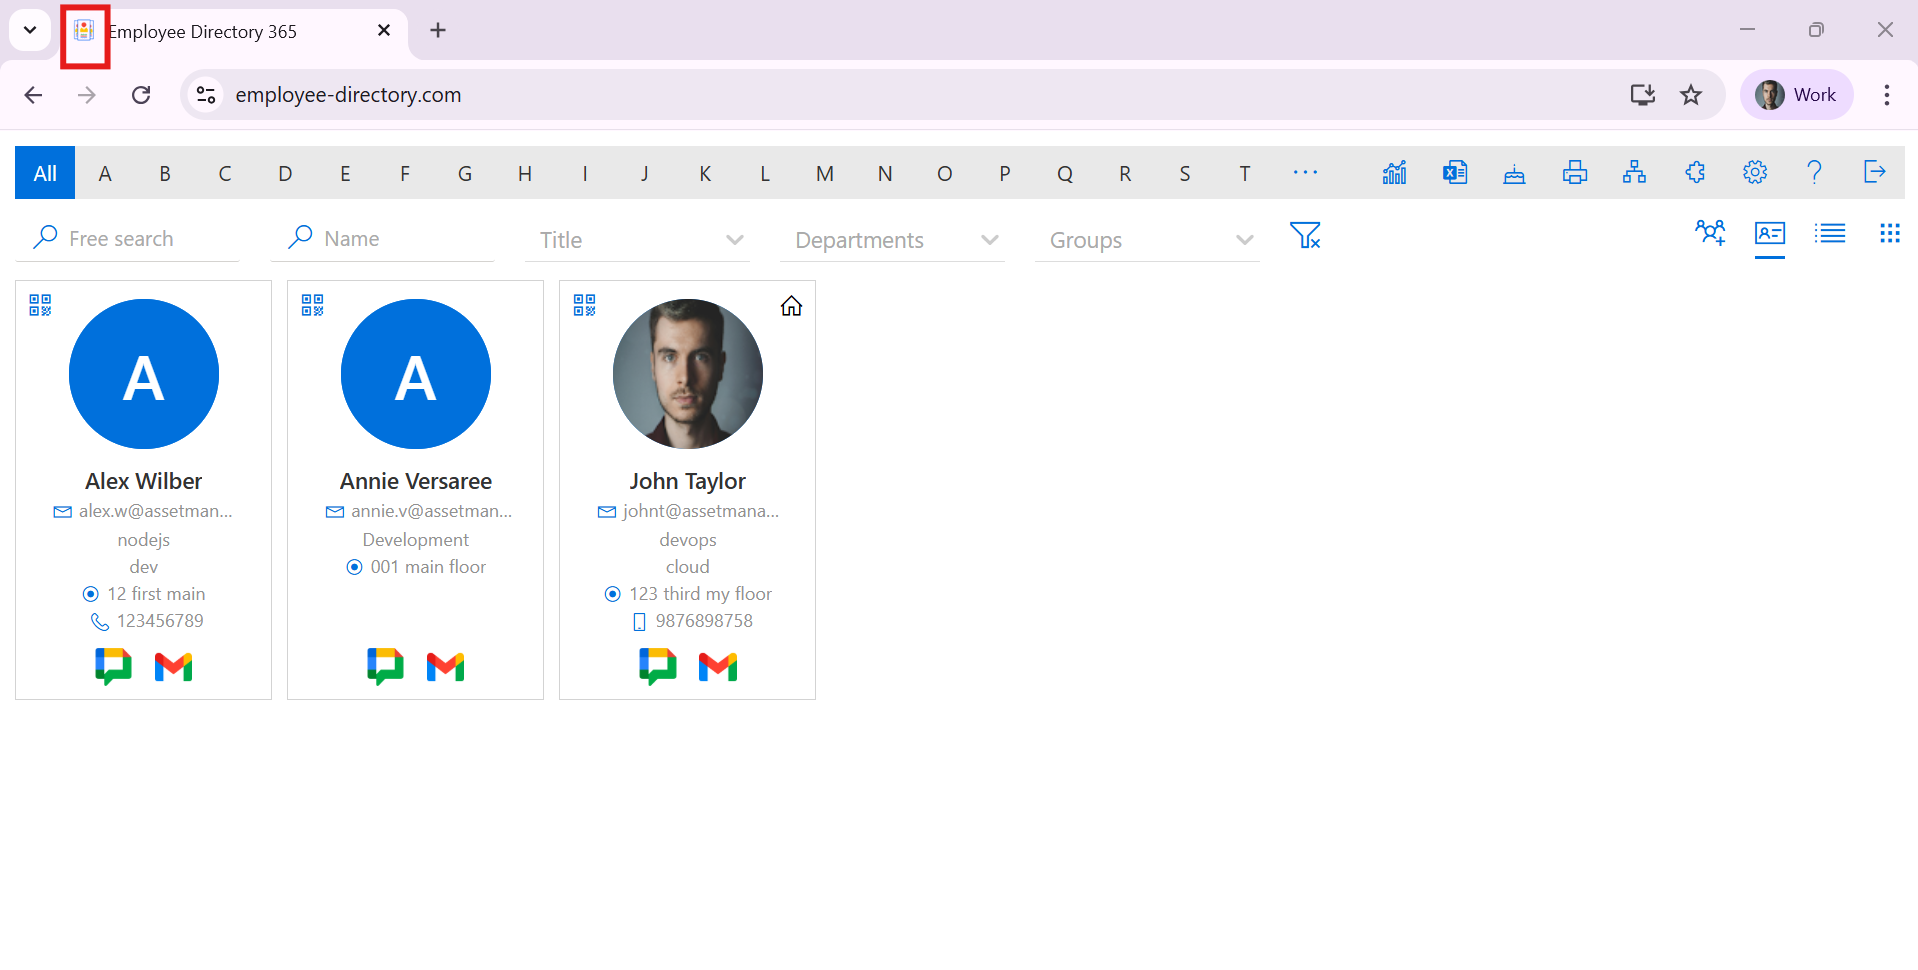 Employee Directory 365
employee-directory.com
Work
All A B C D E F G H I J K L M N O P Q R S T ...
Free search Name Title Departments Groups
A
Alex Wilber
alex.w@assetman...
nodejs
dev
12 first main
123456789
A
Annie Versaree
annie.v@assetman...
Development
001 main floor
John Taylor
johnt@assetmana...
devops
cloud
123 third my floor
9876898758